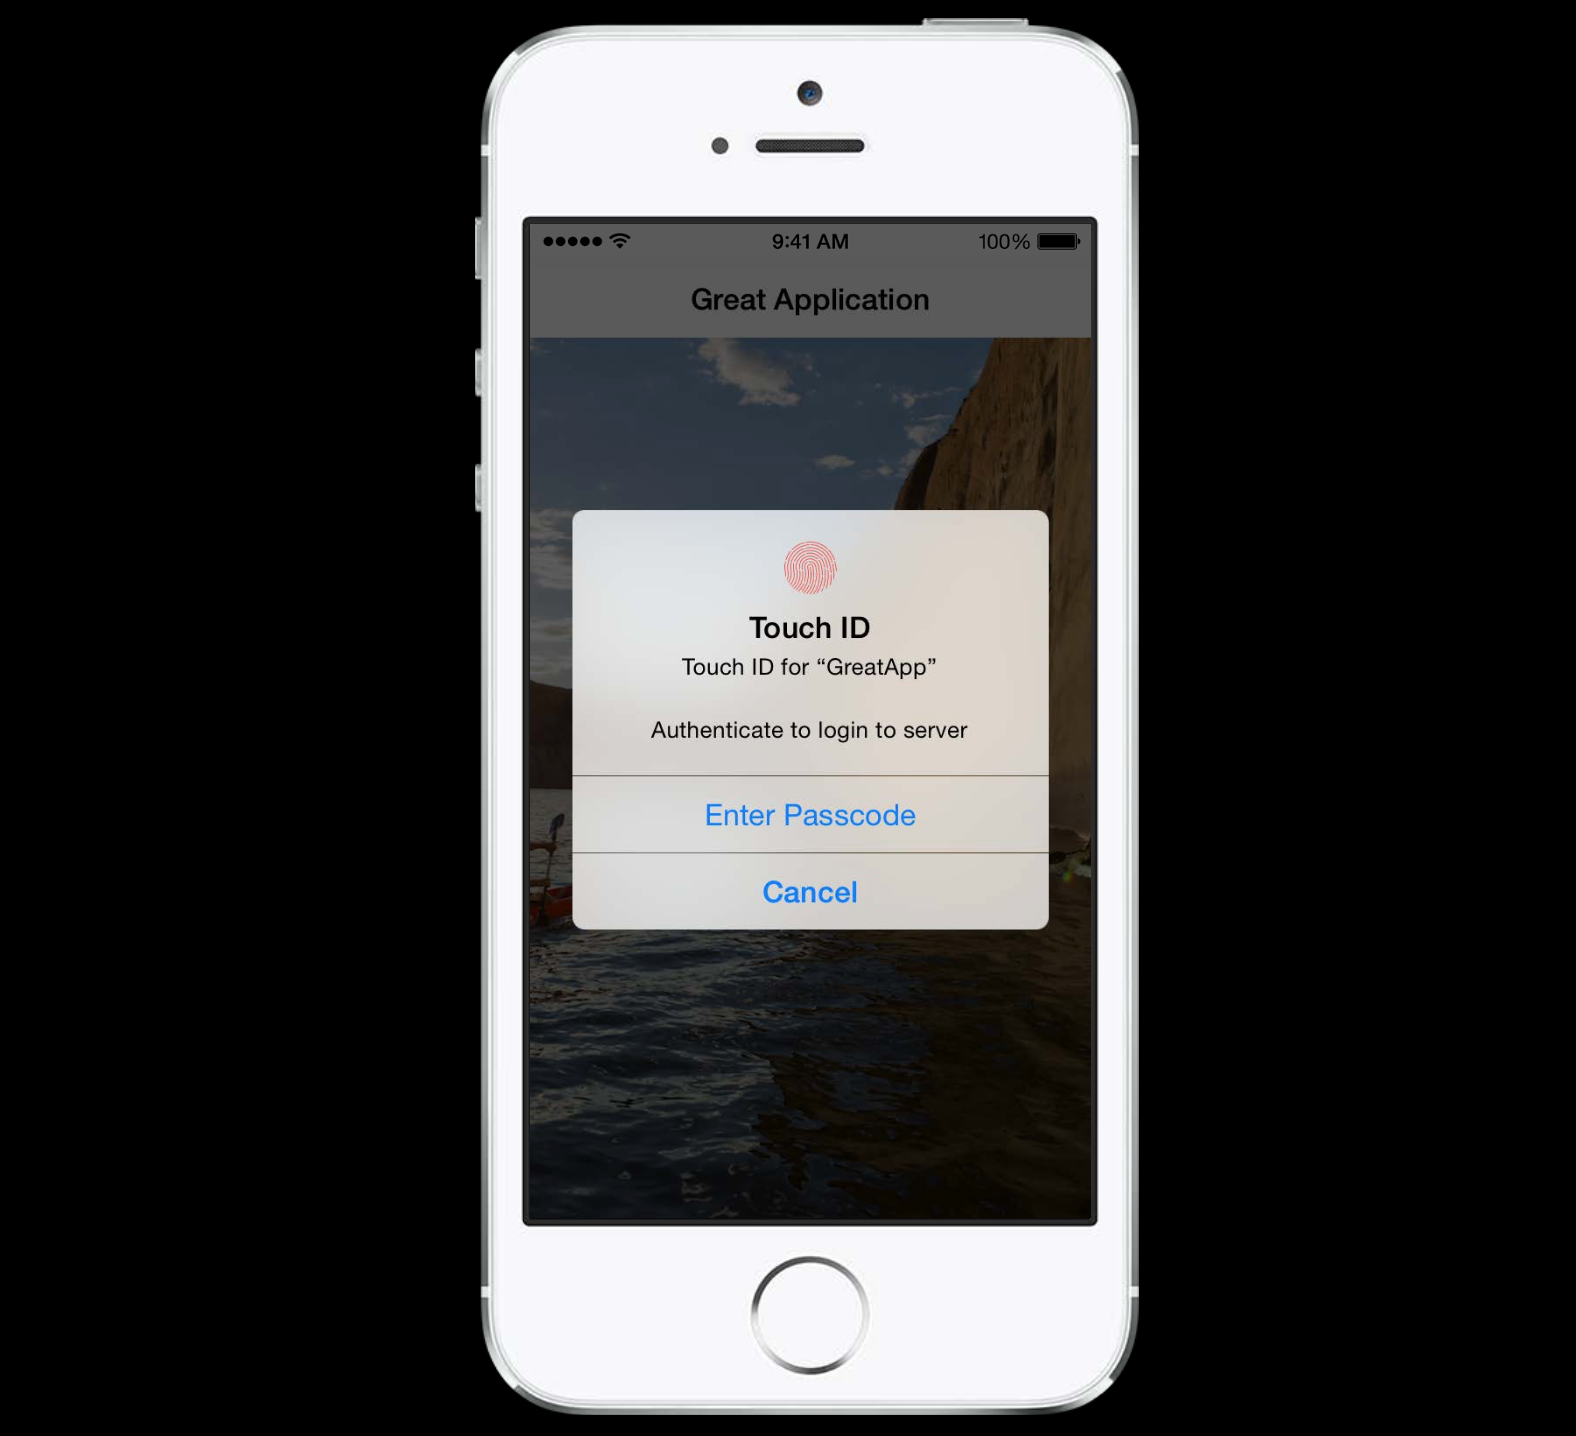 9:41 AM
100%
Great Application
Touch ID
Touch ID for “GreatApp”
Authenticate to login to server
Enter Passcode
Cancel